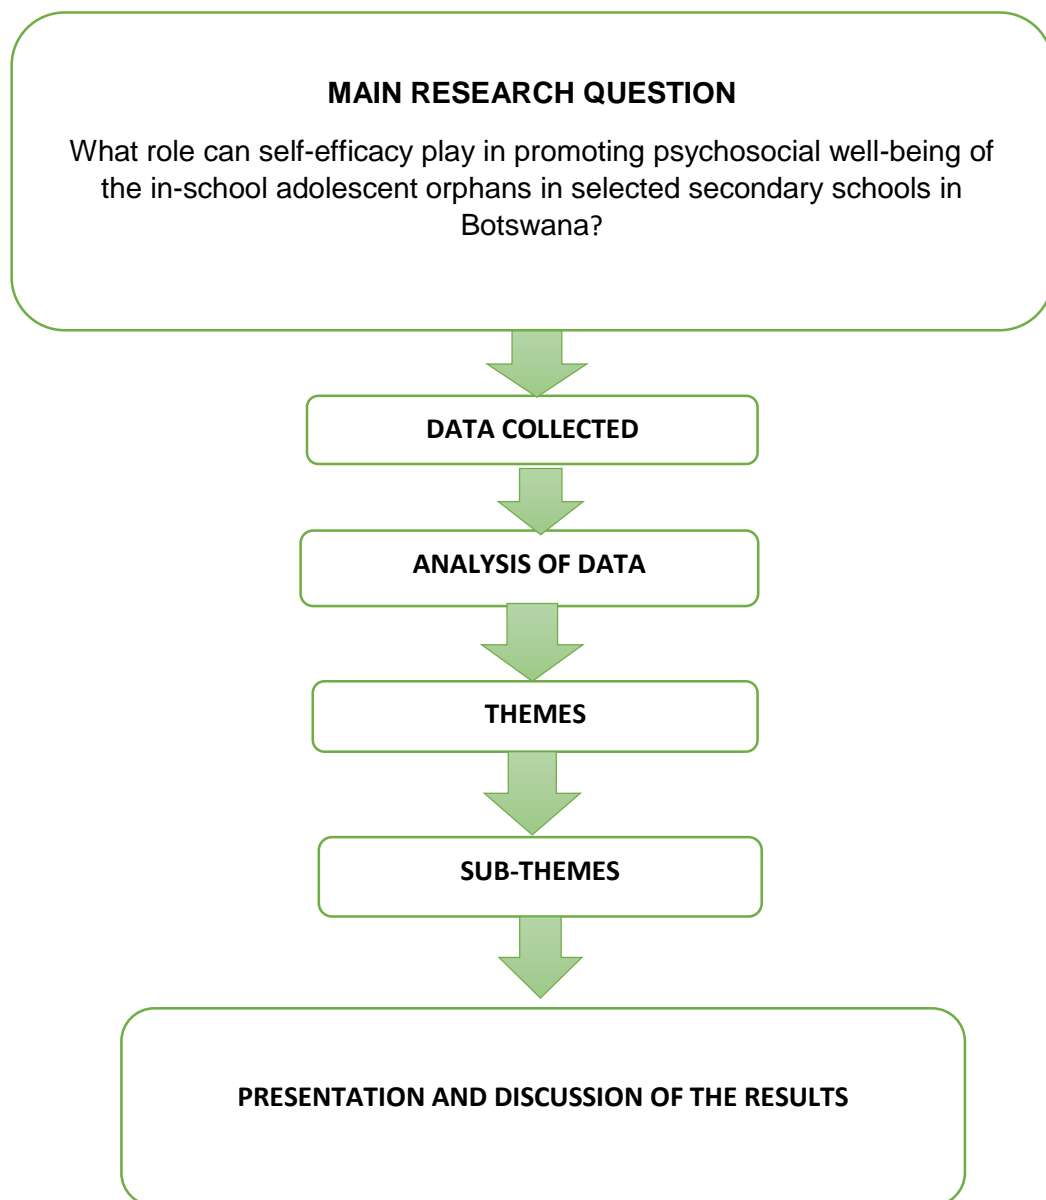 MAIN RESEARCH QUESTION
What role can self-efficacy play in promoting psychosocial well-being of
the in-school adolescent orphans in selected secondary schools in
Botswana?
DATA COLLECTED
ANALYSIS OF DATA
THEMES
SUB-THEMES
PRESENTATION AND DISCUSSION OF THE RESULTS